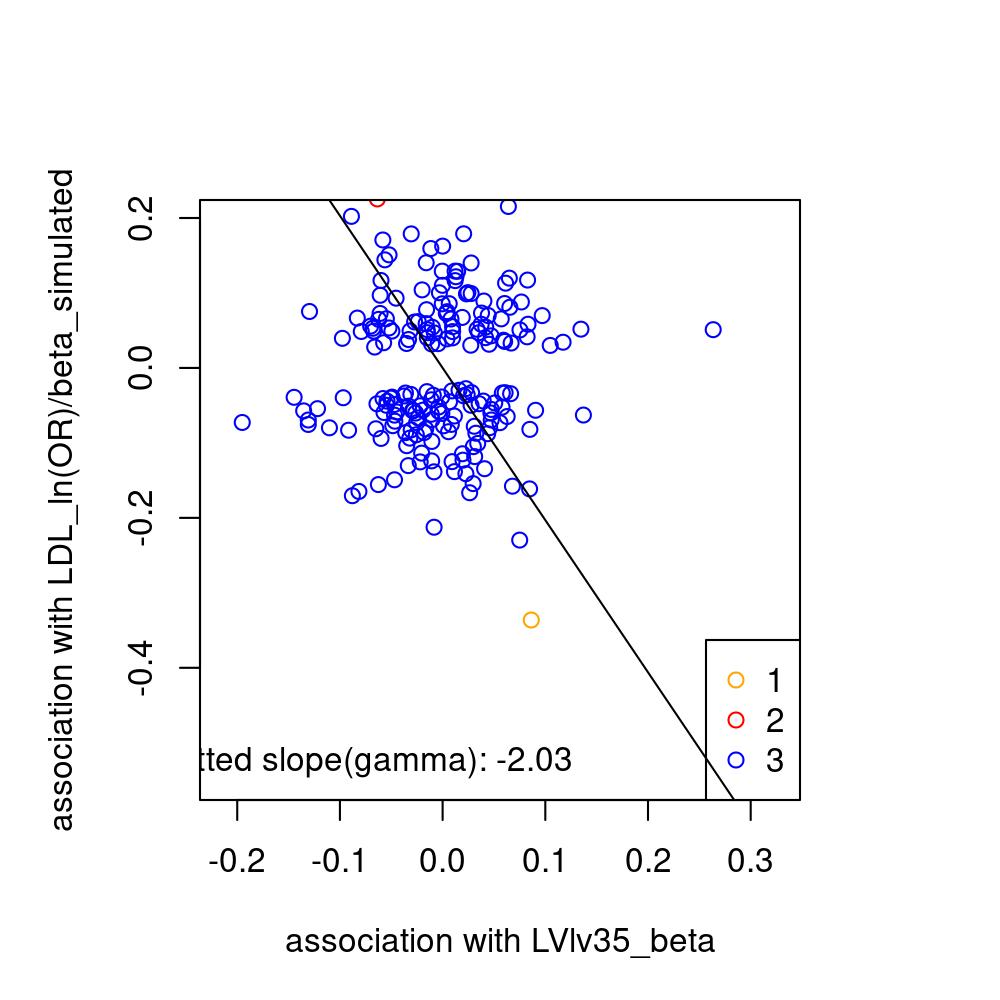 association with LDL_ln(OR)/beta_simulated
0.2
0.0
-0.2
-0.4
1
2
3
tted slope(gamma): -2.03
-0.2 -0.1 0.0 0.1 0.2 0.3
association with LVlv35_beta